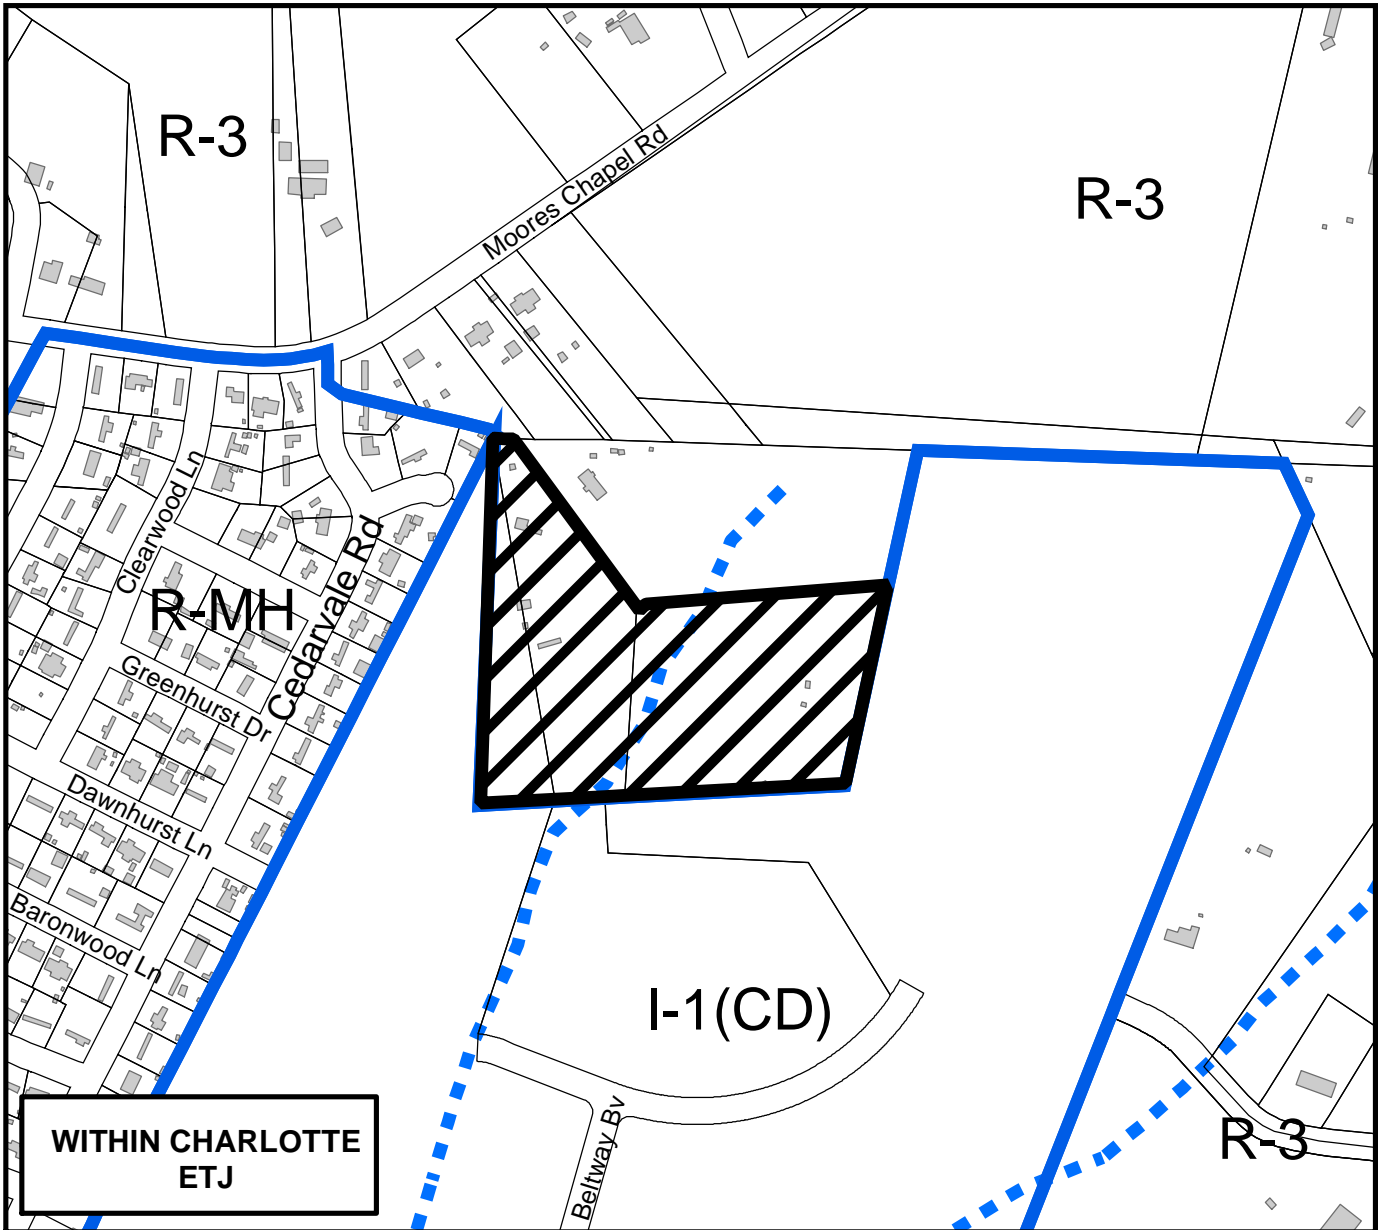 R-3
Moores Chapel Rd
R-3
Clearwood Ln
R-MH
Cedarvale Rd
Greenhurst Dr
Dawnhurst Ln
Baronwood Ln
I-1(CD)
Beltway Bv
R-3
WITHIN CHARLOTTE
ETJ